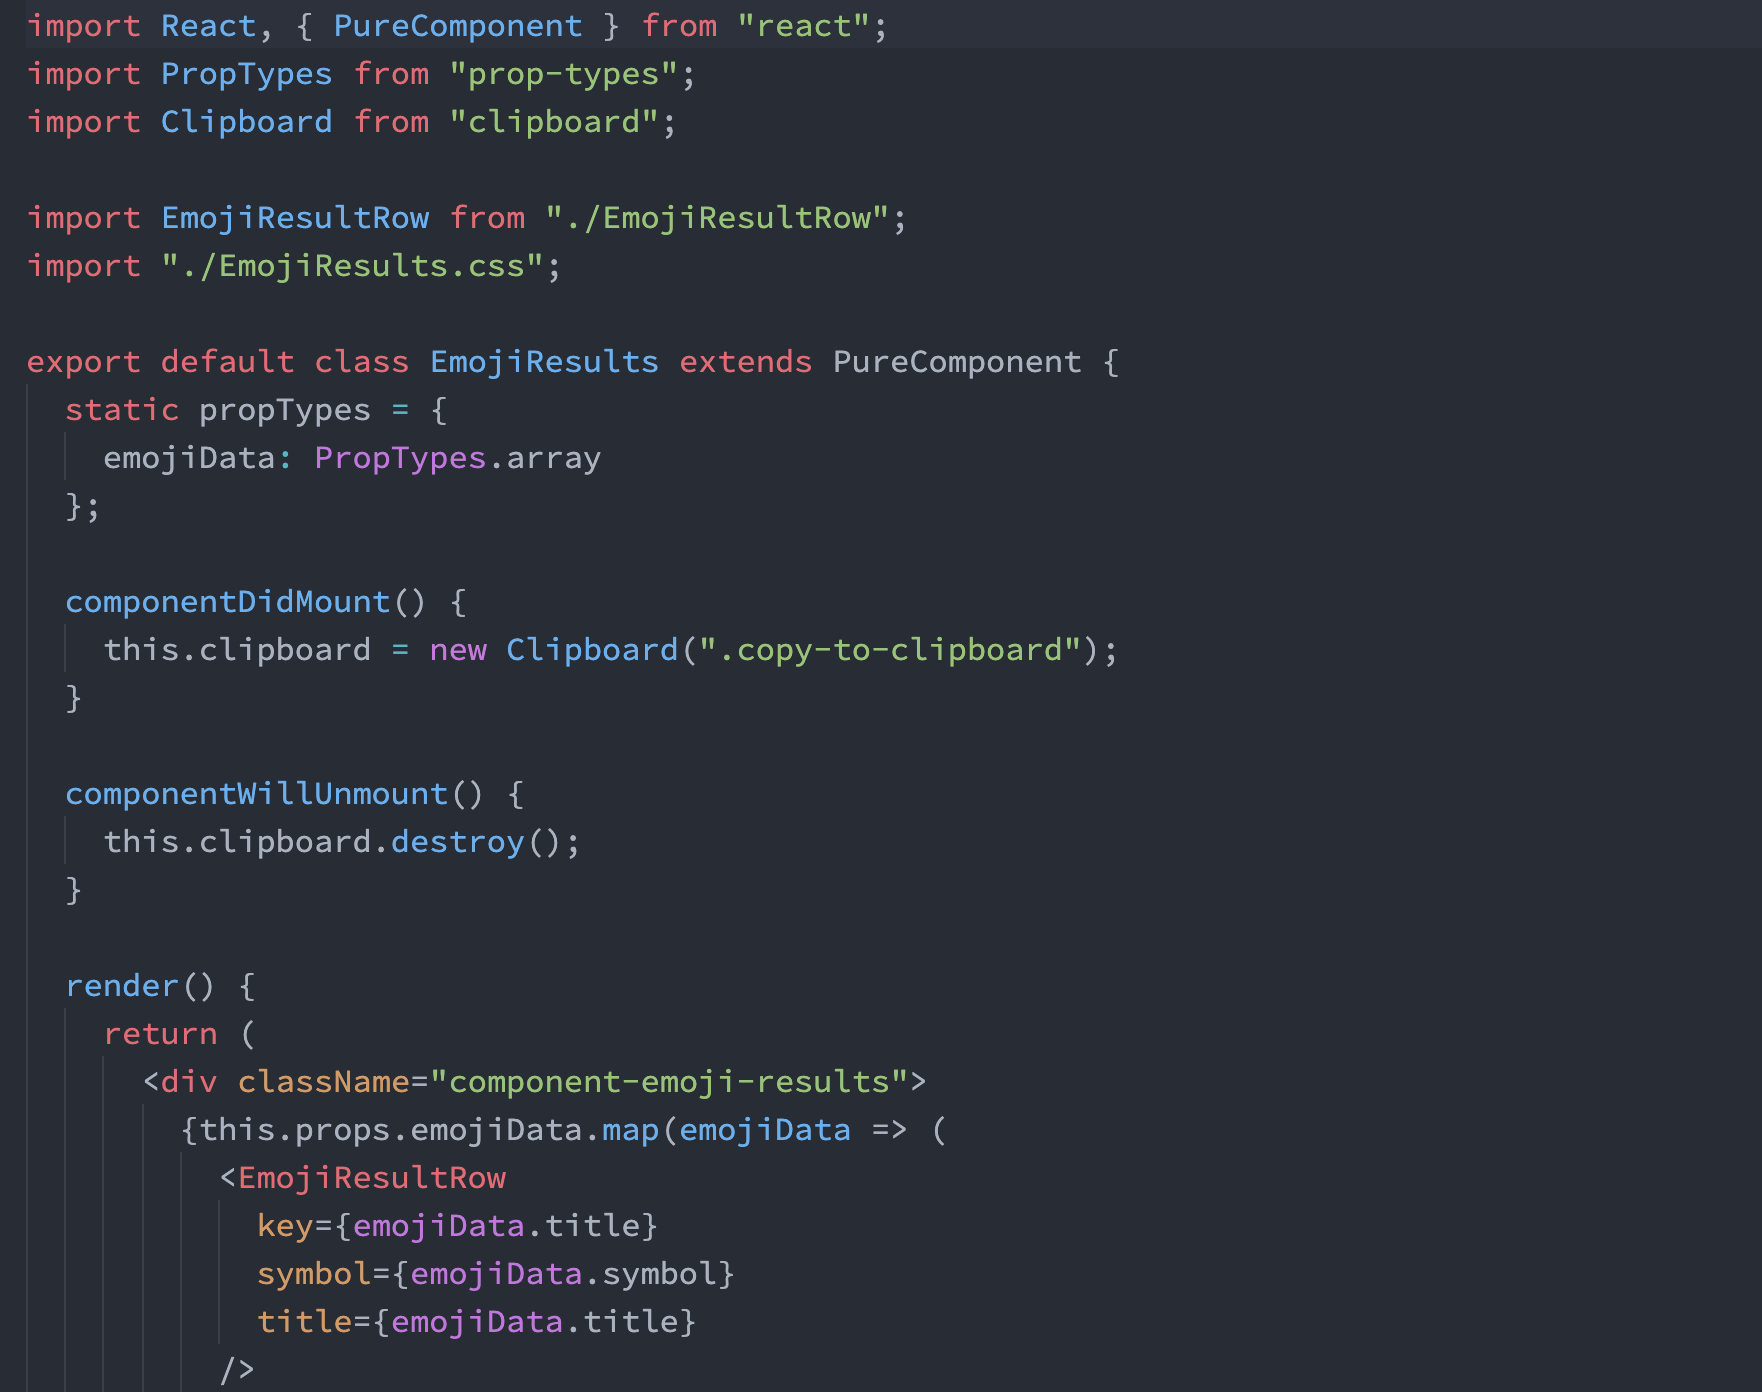 import React, { PureComponent } from "react";
import PropTypes from "prop-types";
import Clipboard from "clipboard";

import EmojiResultRow from "./EmojiResultRow";
import "./EmojiResults.css";

export default class EmojiResults extends PureComponent {
  static propTypes = {
    emojiData: PropTypes.array
  };

  componentDidMount() {
    this.clipboard = new Clipboard(".copy-to-clipboard");
  }

  componentWillUnmount() {
    this.clipboard.destroy();
  }

  render() {
    return (
      <div className="component-emoji-results">
        {this.props.emojiData.map(emojiData => (
          <EmojiResultRow
            key={emojiData.title}
            symbol={emojiData.symbol}
            title={emojiData.title}
          />